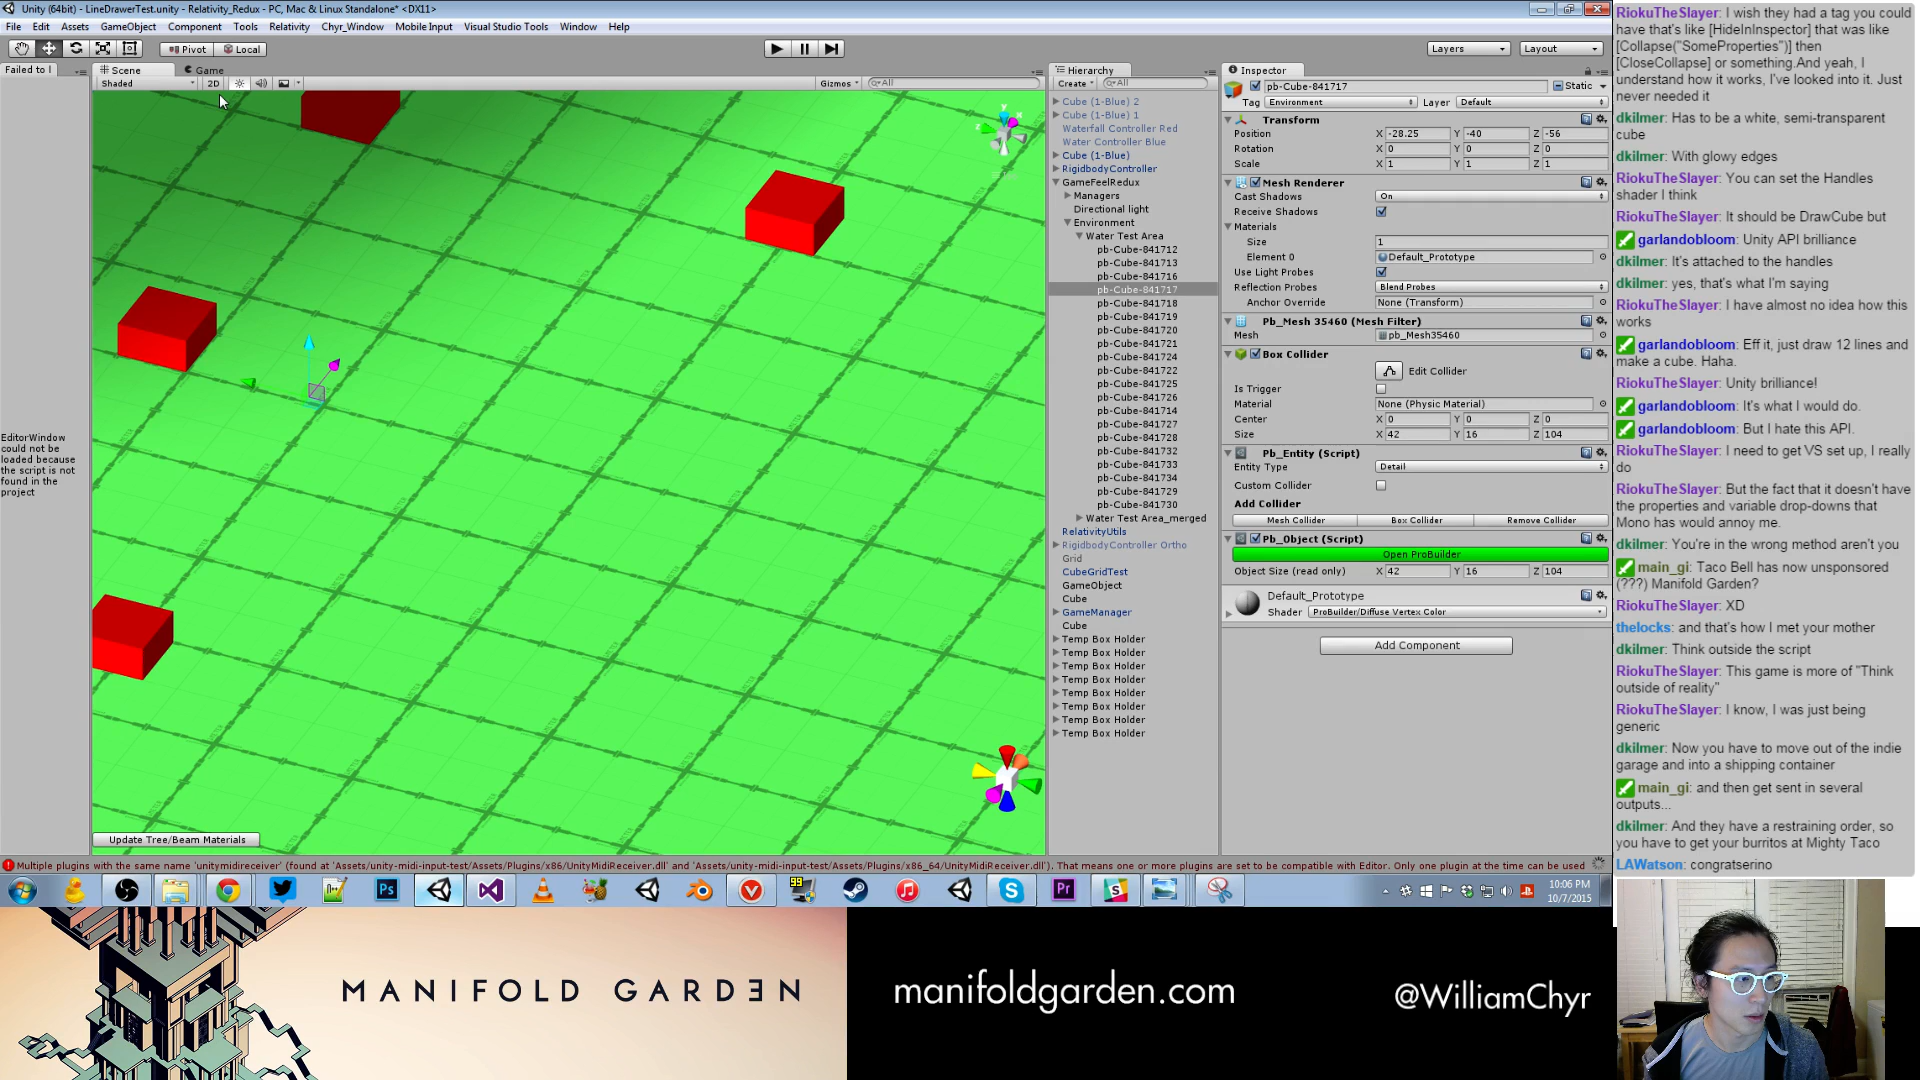 Unity (64bit) - LineDrawerTest.unity - Relativity_Redux - PC, Mac & Linux Standalone* <DX11>
File Edit Assets GameObject Component Tools Relativity Chyr_Window Mobile Input Visual Studio Tools Window Help
Pivot Local
Layers Layout
Failed to l
Scene Game
Shaded 2D Gizmos All
EditorWindow
could not be
loaded because
the script is not
found in the
project
Update Tree/Beam Materials
Hierarchy
Create All
Cube (1-Blue) 2
Cube (1-Blue) 1
Waterfall Controller Red
Water Controller Blue
Cube (1-Blue)
RigidbodyController
GameFeelRedux
Managers
Directional light
Environment
Water Test Area
pb-Cube-841712
pb-Cube-841713
pb-Cube-841716
pb-Cube-841717
pb-Cube-841718
pb-Cube-841719
pb-Cube-841720
pb-Cube-841721
pb-Cube-841724
pb-Cube-841722
pb-Cube-841725
pb-Cube-841726
pb-Cube-841714
pb-Cube-841727
pb-Cube-841728
pb-Cube-841732
pb-Cube-841733
pb-Cube-841734
pb-Cube-841729
pb-Cube-841730
Water Test Area_merged
RelativityUtils
RigidbodyController Ortho
Grid
CubeGridTest
GameObject
Cube
GameManager
Cube
Temp Box Holder
Temp Box Holder
Temp Box Holder
Temp Box Holder
Temp Box Holder
Temp Box Holder
Temp Box Holder
Temp Box Holder
Inspector
pb-Cube-841717 Static
Tag Environment Layer Default
Transform
Position X -28.25 Y -40 Z -56
Rotation X 0 Y 0 Z 0
Scale X 1 Y 1 Z 1
Mesh Renderer
Cast Shadows On
Receive Shadows
Materials
Size 1
Element 0 Default_Prototype
Use Light Probes
Reflection Probes Blend Probes
Anchor Override None (Transform)
Pb_Mesh 35460 (Mesh Filter)
Mesh pb_Mesh35460
Box Collider
Edit Collider
Is Trigger
Material None (Physic Material)
Center X 0 Y 0 Z 0
Size X 42 Y 16 Z 104
Pb_Entity (Script)
Entity Type Detail
Custom Collider
Add Collider
Mesh Collider Box Collider Remove Collider
Pb_Object (Script)
Open ProBuilder
Object Size (read only) X 42 Y 16 Z 104
Default_Prototype
Shader ProBuilder/Diffuse Vertex Color
Add Component
Multiple plugins with the same name 'unitymidireceiver' (found at 'Assets/unity-midi-input-test/Assets/Plugins/x86/UnityMidiReceiver.dll' and 'Assets/unity-midi-input-test/Assets/Plugins/x86_64/UnityMidiReceiver.dll'). That means one or more plugins are set to be compatible with Editor. Only one plugin at the time can be used
10:06 PM
10/7/2015
RiokuTheSlayer: I wish they had a tag you could
have that's like [HideInInspector] that was like
[Collapse("SomeProperties")] then
[CloseCollapse] or something.And yeah, I
understand how it works, I've looked into it. Just
never needed it
dkilmer: Has to be a white, semi-transparent
cube
dkilmer: With glowy edges
RiokuTheSlayer: You can set the Handles
shader I think
RiokuTheSlayer: It should be DrawCube but
garlandobloom: Unity API brilliance
dkilmer: It's attached to the handles
dkilmer: yes, that's what I'm saying
RiokuTheSlayer: I have almost no idea how this
works
garlandobloom: Eff it, just draw 12 lines and
make a cube. Haha.
RiokuTheSlayer: Unity brilliance!
garlandobloom: It's what I would do.
garlandobloom: But I hate this API.
RiokuTheSlayer: I need to get VS set up, I really
do
RiokuTheSlayer: But the fact that it doesn't have
the properties and variable drop-downs that
Mono has would annoy me.
dkilmer: You're in the wrong method aren't you
main_gi: Taco Bell has now unsponsored
(???) Manifold Garden?
RiokuTheSlayer: XD
thelocks: and that's how I met your mother
dkilmer: Think outside the script
RiokuTheSlayer: This game is more of "Think
outside of reality"
RiokuTheSlayer: I know, I was just being
generic
dkilmer: Now you have to move out of the indie
garage and into a shipping container
main_gi: and then get sent in several
outputs...
dkilmer: And they have a restraining order, so
you have to get your burritos at Mighty Taco
LAWatson: congratserino
MANIFOLD GARDƎN
manifoldgarden.com
@WilliamChyr